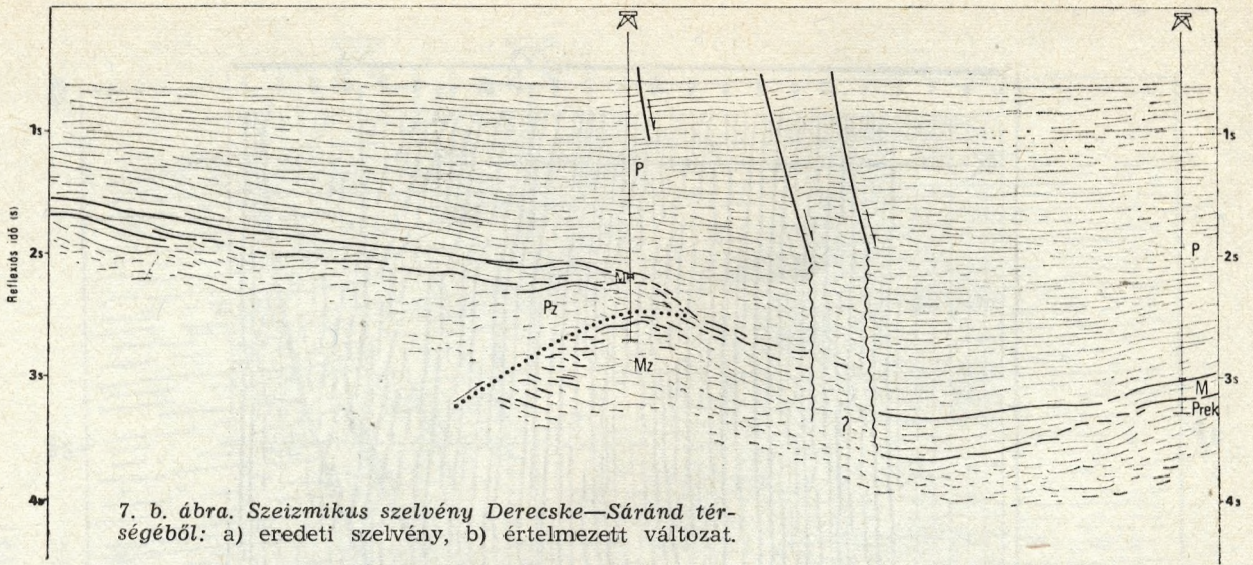 1s
1s
P
Reflexiós idő (s)
2s
P
2s
M
Pz
3s
Mz
3s
M
Prek
?
4s
4s
7. b. ábra. Szeizmikus szelvény Derecske—Sáránd tér-
ségéből: a) eredeti szelvény, b) értelmezett változat.